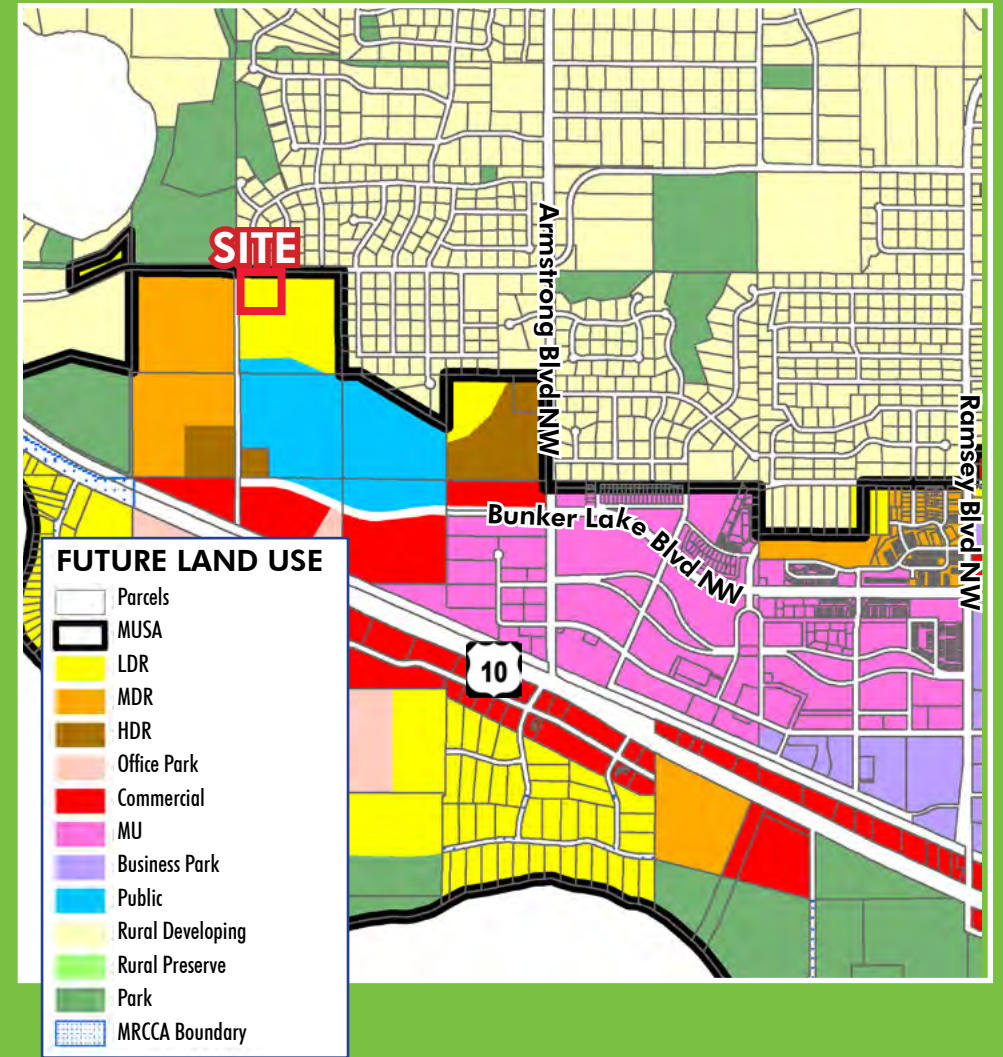 SITE
Armstrong Blvd NW
Ramsey Blvd NW
Bunker Lake Blvd NW
10
FUTURE LAND USE
Parcels
MUSA
LDR
MDR
HDR
Office Park
Commercial
MU
Business Park
Public
Rural Developing
Rural Preserve
Park
MRCCA Boundary